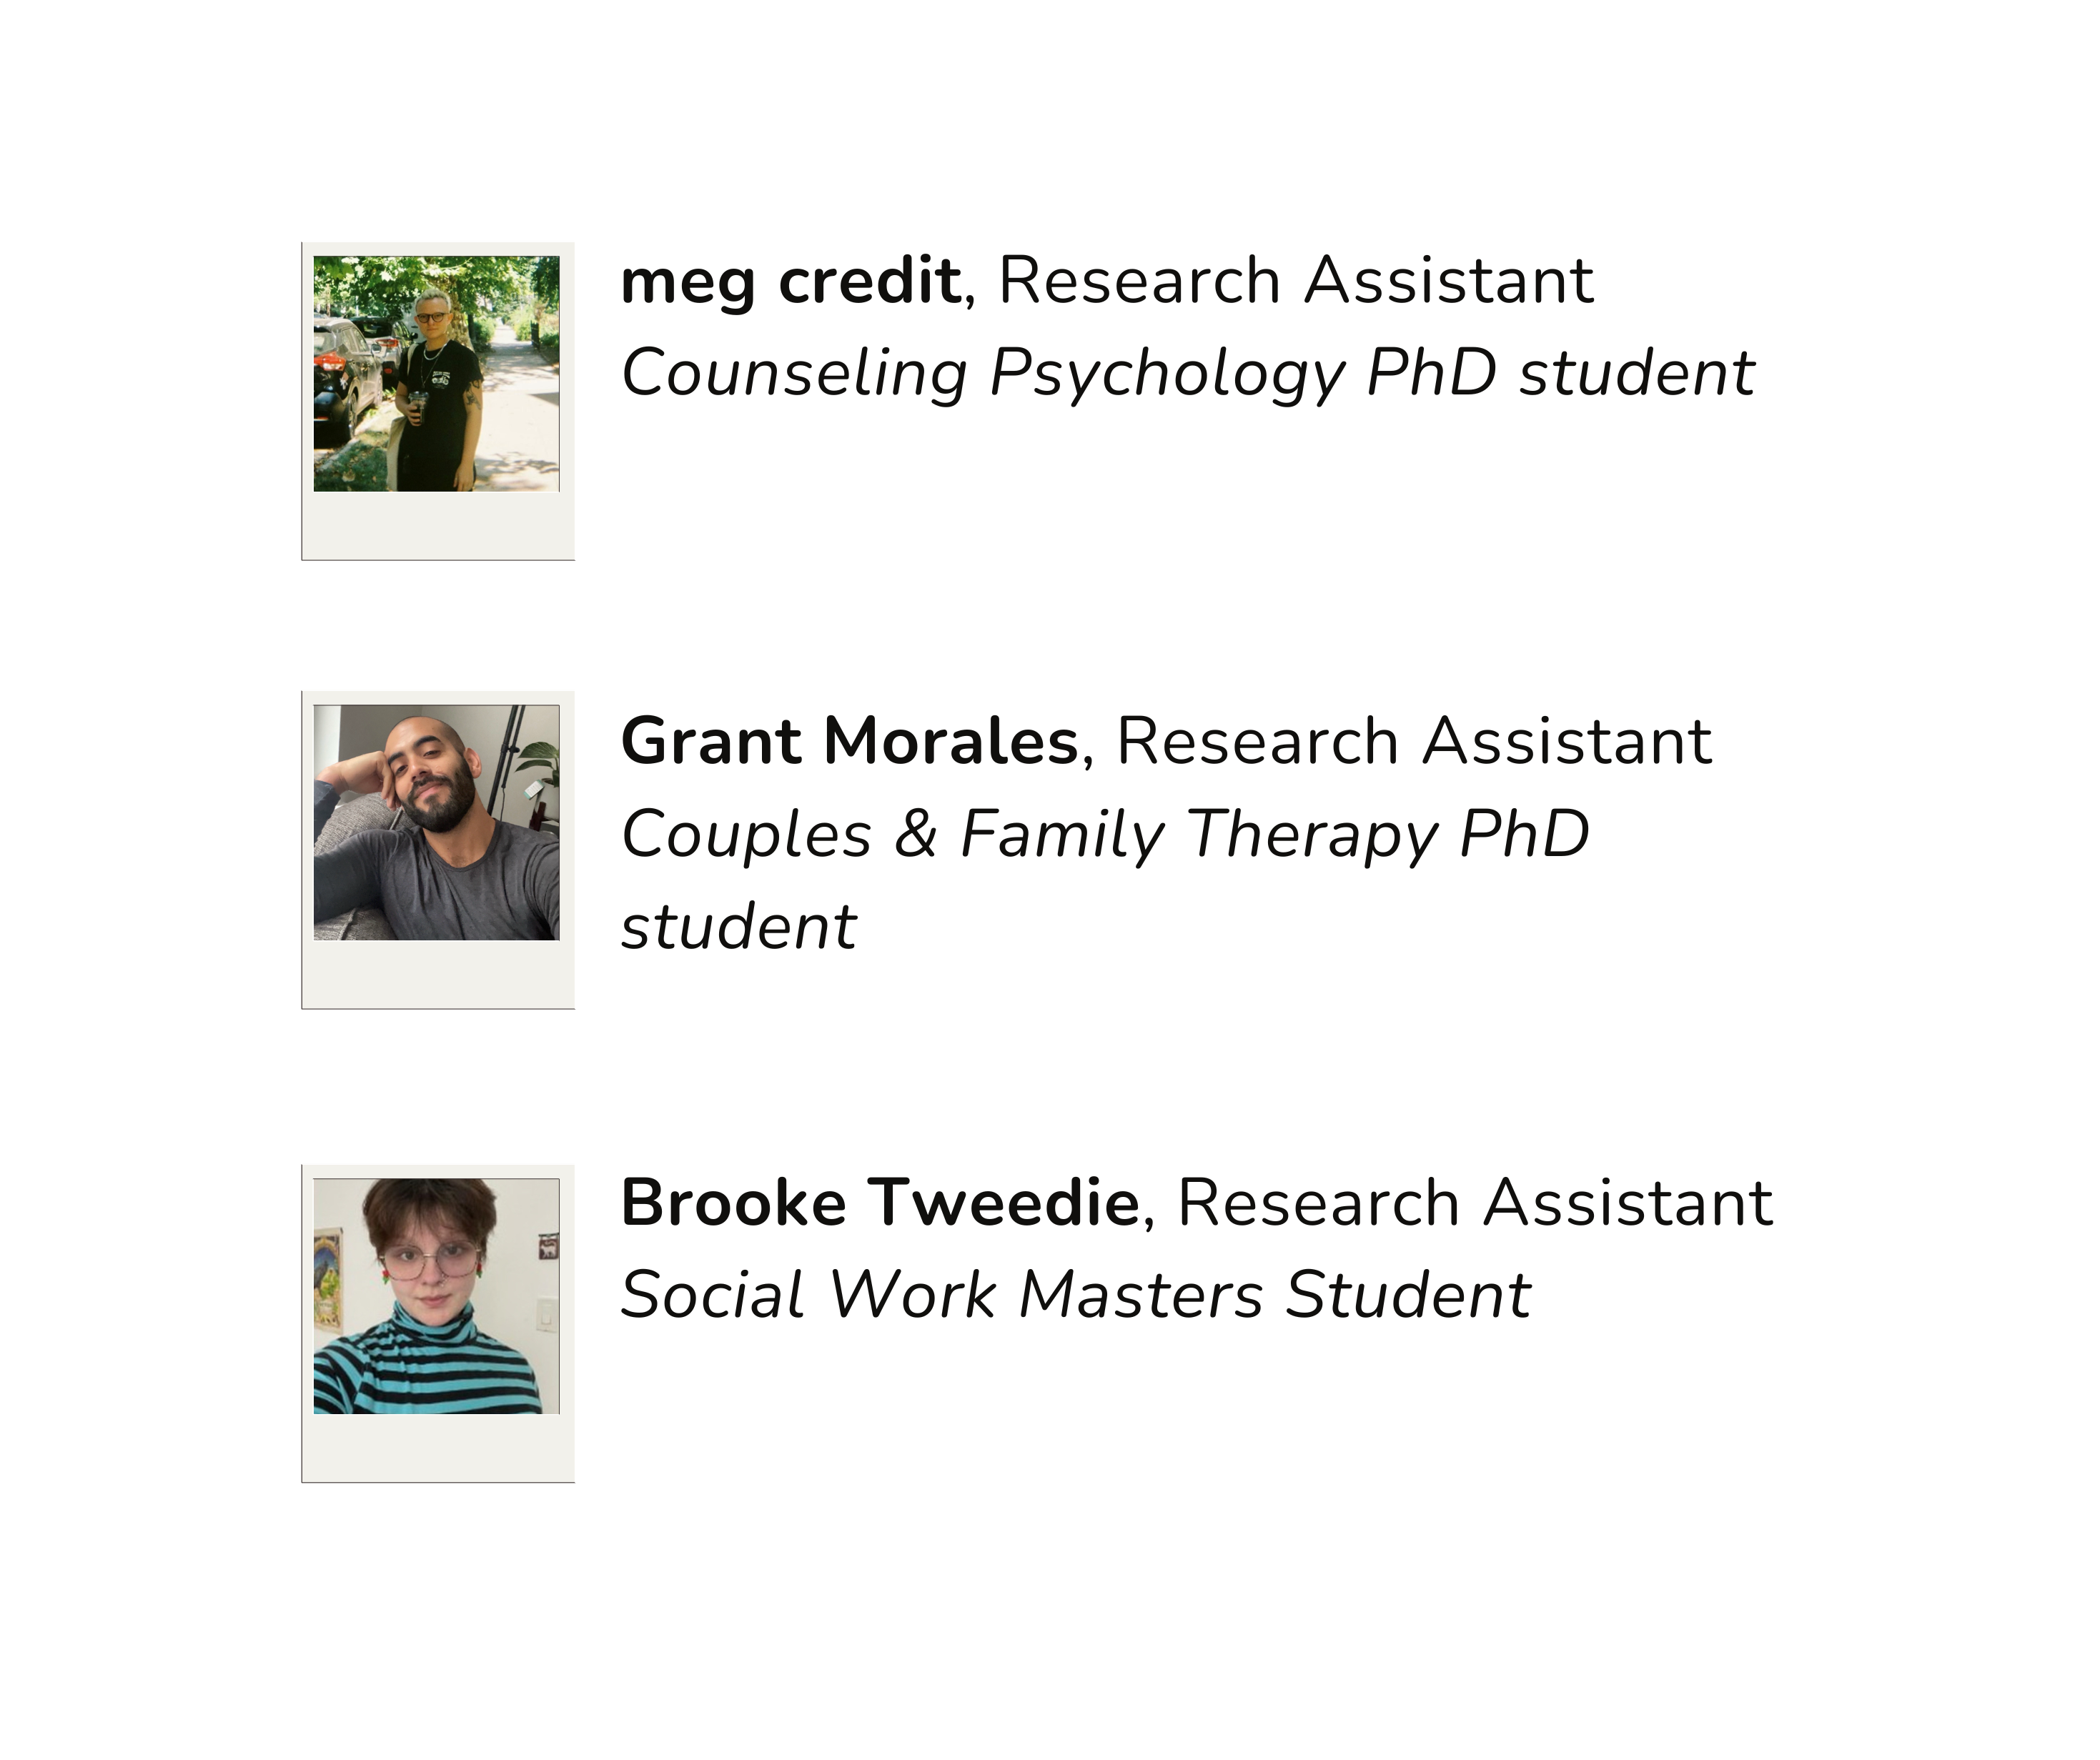 meg credit, Research Assistant
Counseling Psychology PhD student
Grant Morales, Research Assistant
Couples & Family Therapy PhD
student
Brooke Tweedie, Research Assistant
Social Work Masters Student